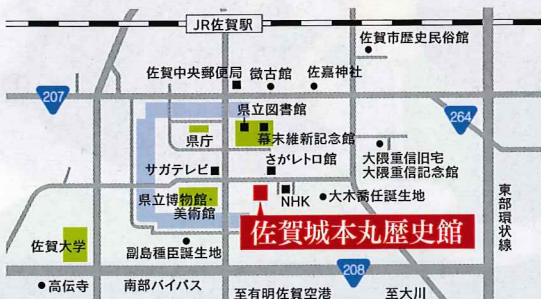 JR佐賀駅
佐賀市歴史民俗館
佐賀中央郵便局
徴古館
佐嘉神社
207
県立図書館
264
県庁
幕末維新記念館
さがレトロ館
大隈重信旧宅
大隈重信記念館
サガテレビ
県立博物館・
美術館
NHK
大木喬任誕生地
東部環状線
佐賀城本丸歴史館
佐賀大学
副島種臣誕生地
208
高伝寺
南部バイパス
至有明佐賀空港
至大川